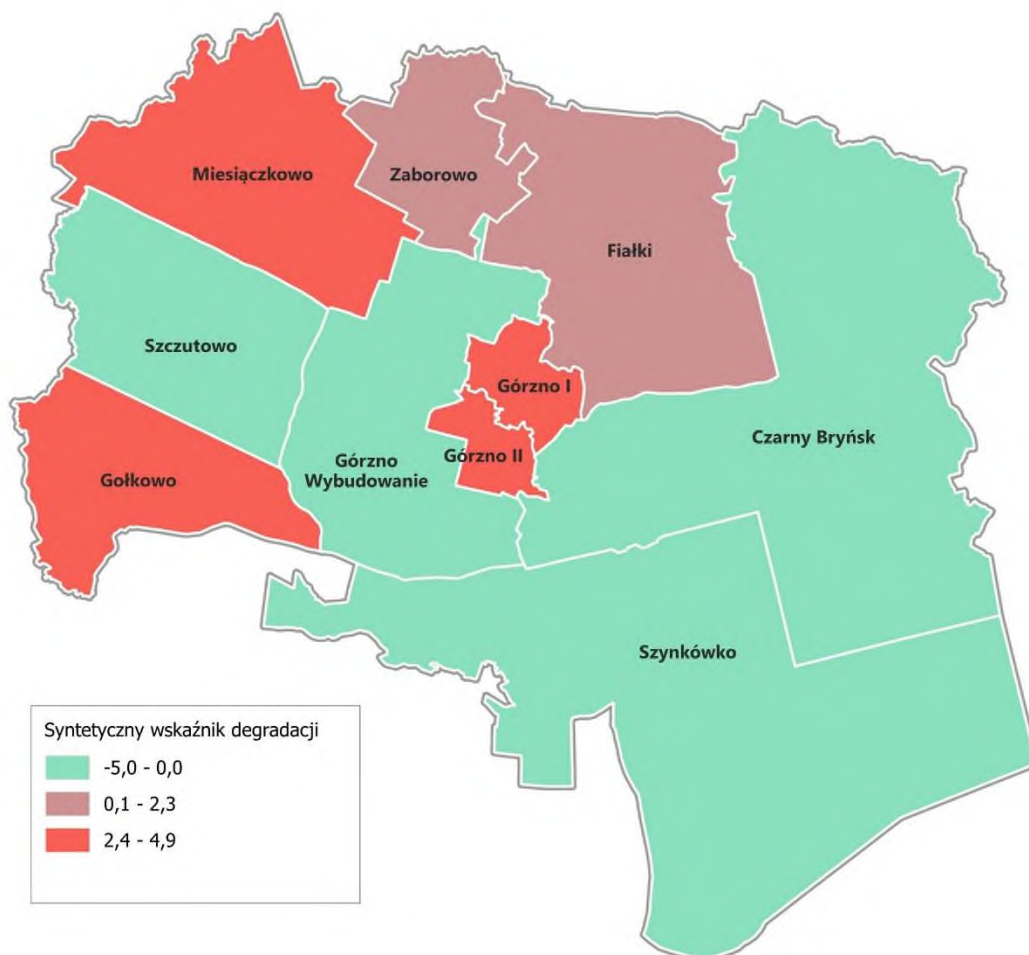 Miesiączkowo
Zaborowo
Fiałki
Szczutowo
Górzno I
Czarny Bryńsk
Gołkowo
Górzno
Wybudowanie
Górzno II
Szynkówko
Syntetyczny wskaźnik degradacji
-5,0 - 0,0
0,1 - 2,3
2,4 - 4,9